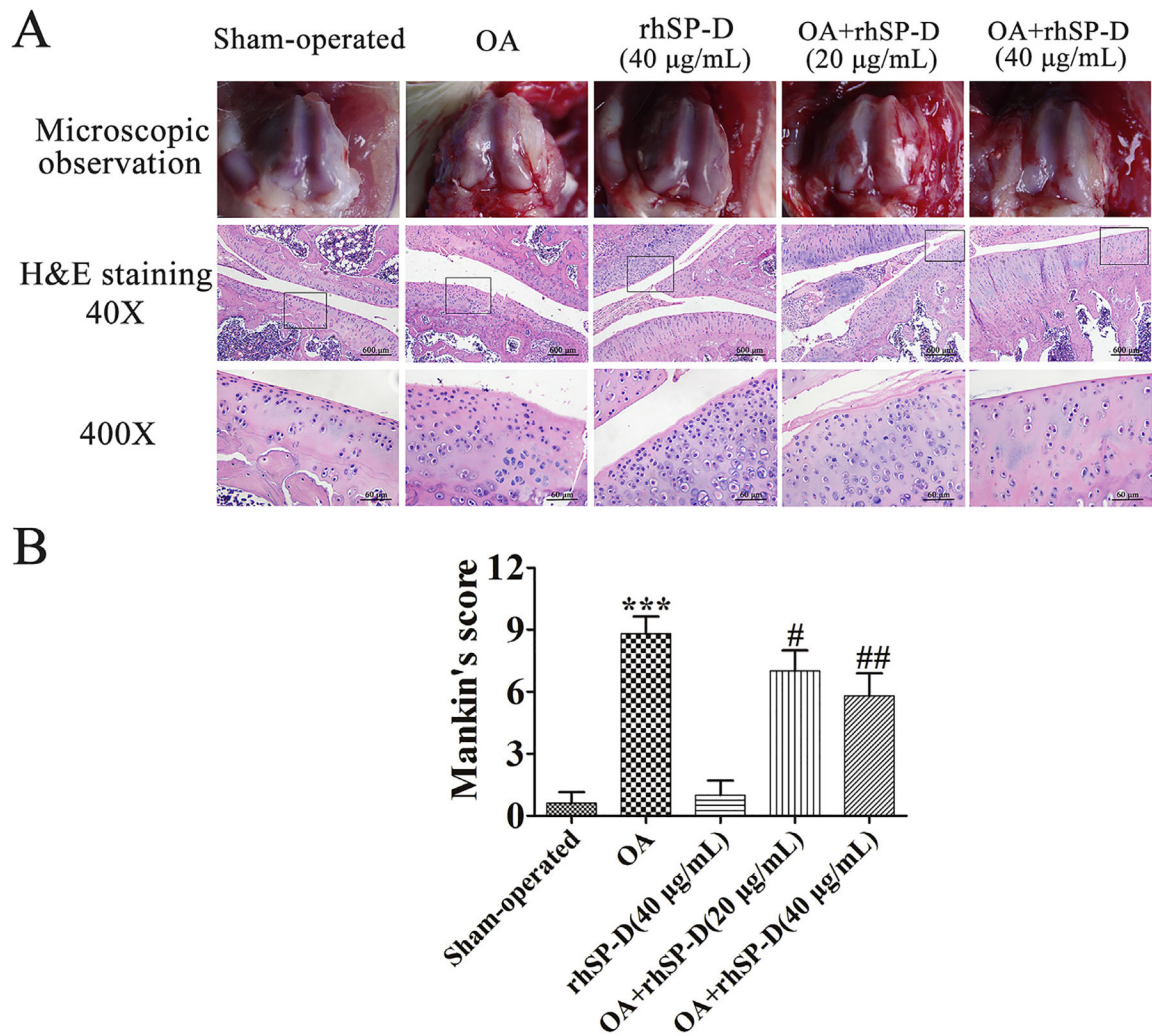 A
Sham-operated
OA
rhSP-D
(40 μg/mL)
OA+rhSP-D
(20 μg/mL)
OA+rhSP-D
(40 μg/mL)
Microscopic
observation
H&E staining
40X
600 μm
600 μm
600 μm
600 μm
600 μm
400X
60 μm
60 μm
60 μm
60 μm
60 μm
B
Mankin's score
12
9
6
3
0
***
#
##
Sham-operated
OA
rhSP-D(40 μg/mL)
OA+rhSP-D(20 μg/mL)
OA+rhSP-D(40 μg/mL)